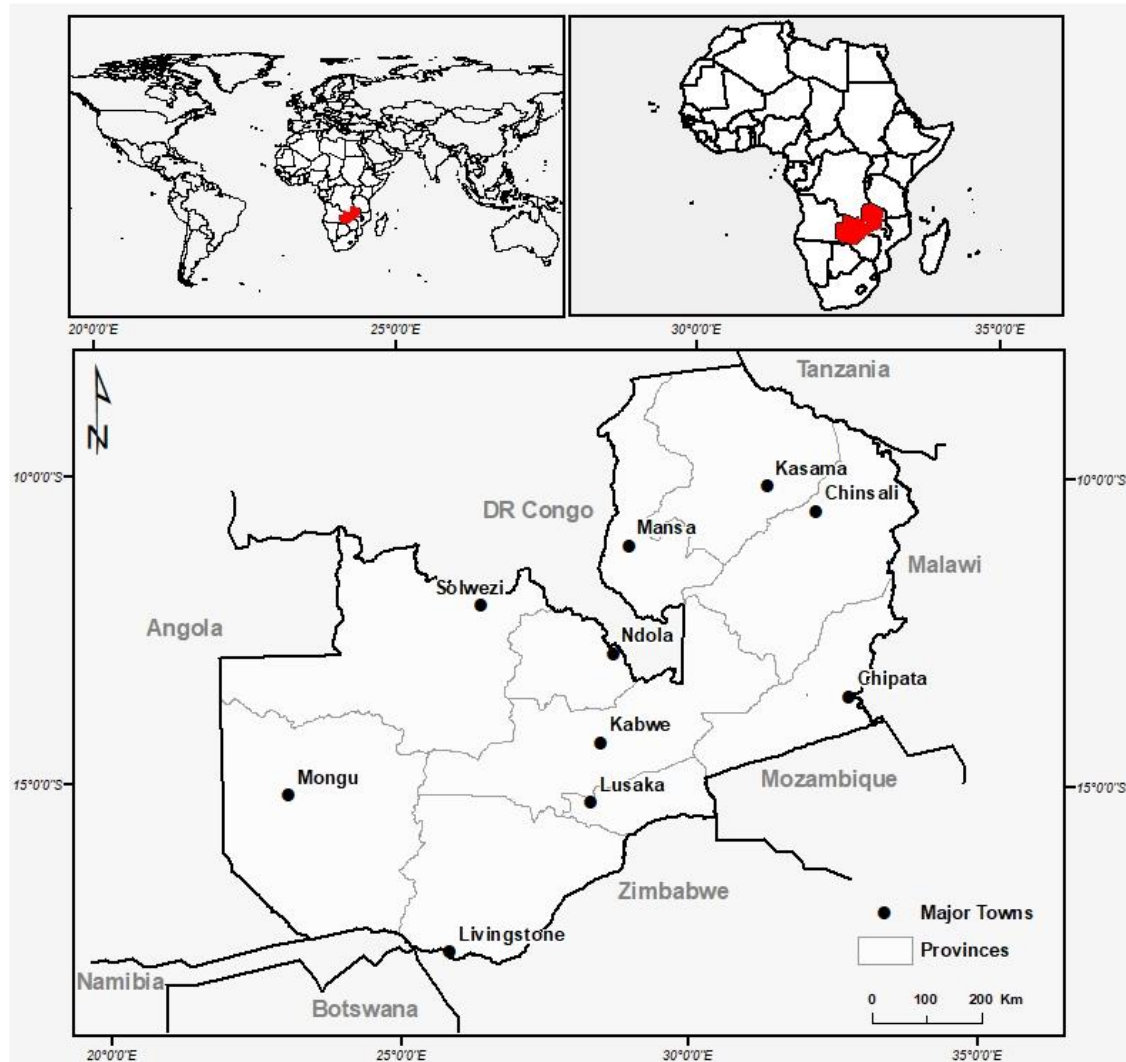 20°0'0"E 25°0'0"E 30°0'0"E 35°0'0"E
Tanzania
N
10°0'0"S 10°0'0"S
Kasama
Chinsali
DR Congo
Mansa
Malawi
Solwezi
Angola
Ndola
Chipata
Kabwe
Mongu
Mozambique
15°0'0"S 15°0'0"S
Lusaka
Zimbabwe
Major Towns
Livingstone
Provinces
Namibia
Botswana
0 100 200 Km
20°0'0"E 25°0'0"E 30°0'0"E 35°0'0"E